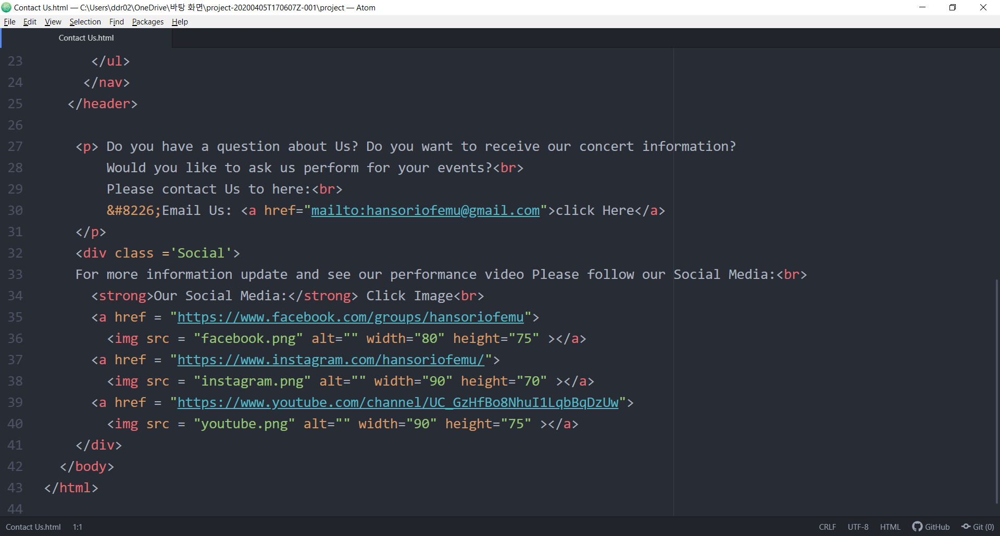 Contact Us.html — C:\Users\ddr02\OneDrive\바탕 화면\project-20200405T170607Z-001\project — Atom
File Edit View Selection Find Packages Help
Contact Us.html
23 </ul>
24 </nav>
25 </header>
26
27 <p> Do you have a question about Us? Do you want to receive our concert information?
28 Would you like to ask us perform for your events?<br>
29 Please contact Us to here:<br>
30 &#8226;Email Us: <a href="mailto:hansoriofemu@gmail.com">click Here</a>
31 </p>
32 <div class ='Social'>
33 For more information update and see our performance video Please follow our Social Media:<br>
34 <strong>Our Social Media:</strong> Click Image<br>
35 <a href = "https://www.facebook.com/groups/hansoriofemu">
36 <img src = "facebook.png" alt="" width="80" height="75" ></a>
37 <a href = "https://www.instagram.com/hansoriofemu/">
38 <img src = "instagram.png" alt="" width="90" height="70" ></a>
39 <a href = "https://www.youtube.com/channel/UC_GzHfBo8NhuI1LqbBqDzUw">
40 <img src = "youtube.png" alt="" width="90" height="75" ></a>
41 </div>
42 </body>
43 </html>
44
Contact Us.html 1:1 CRLF UTF-8 HTML GitHub Git (0)